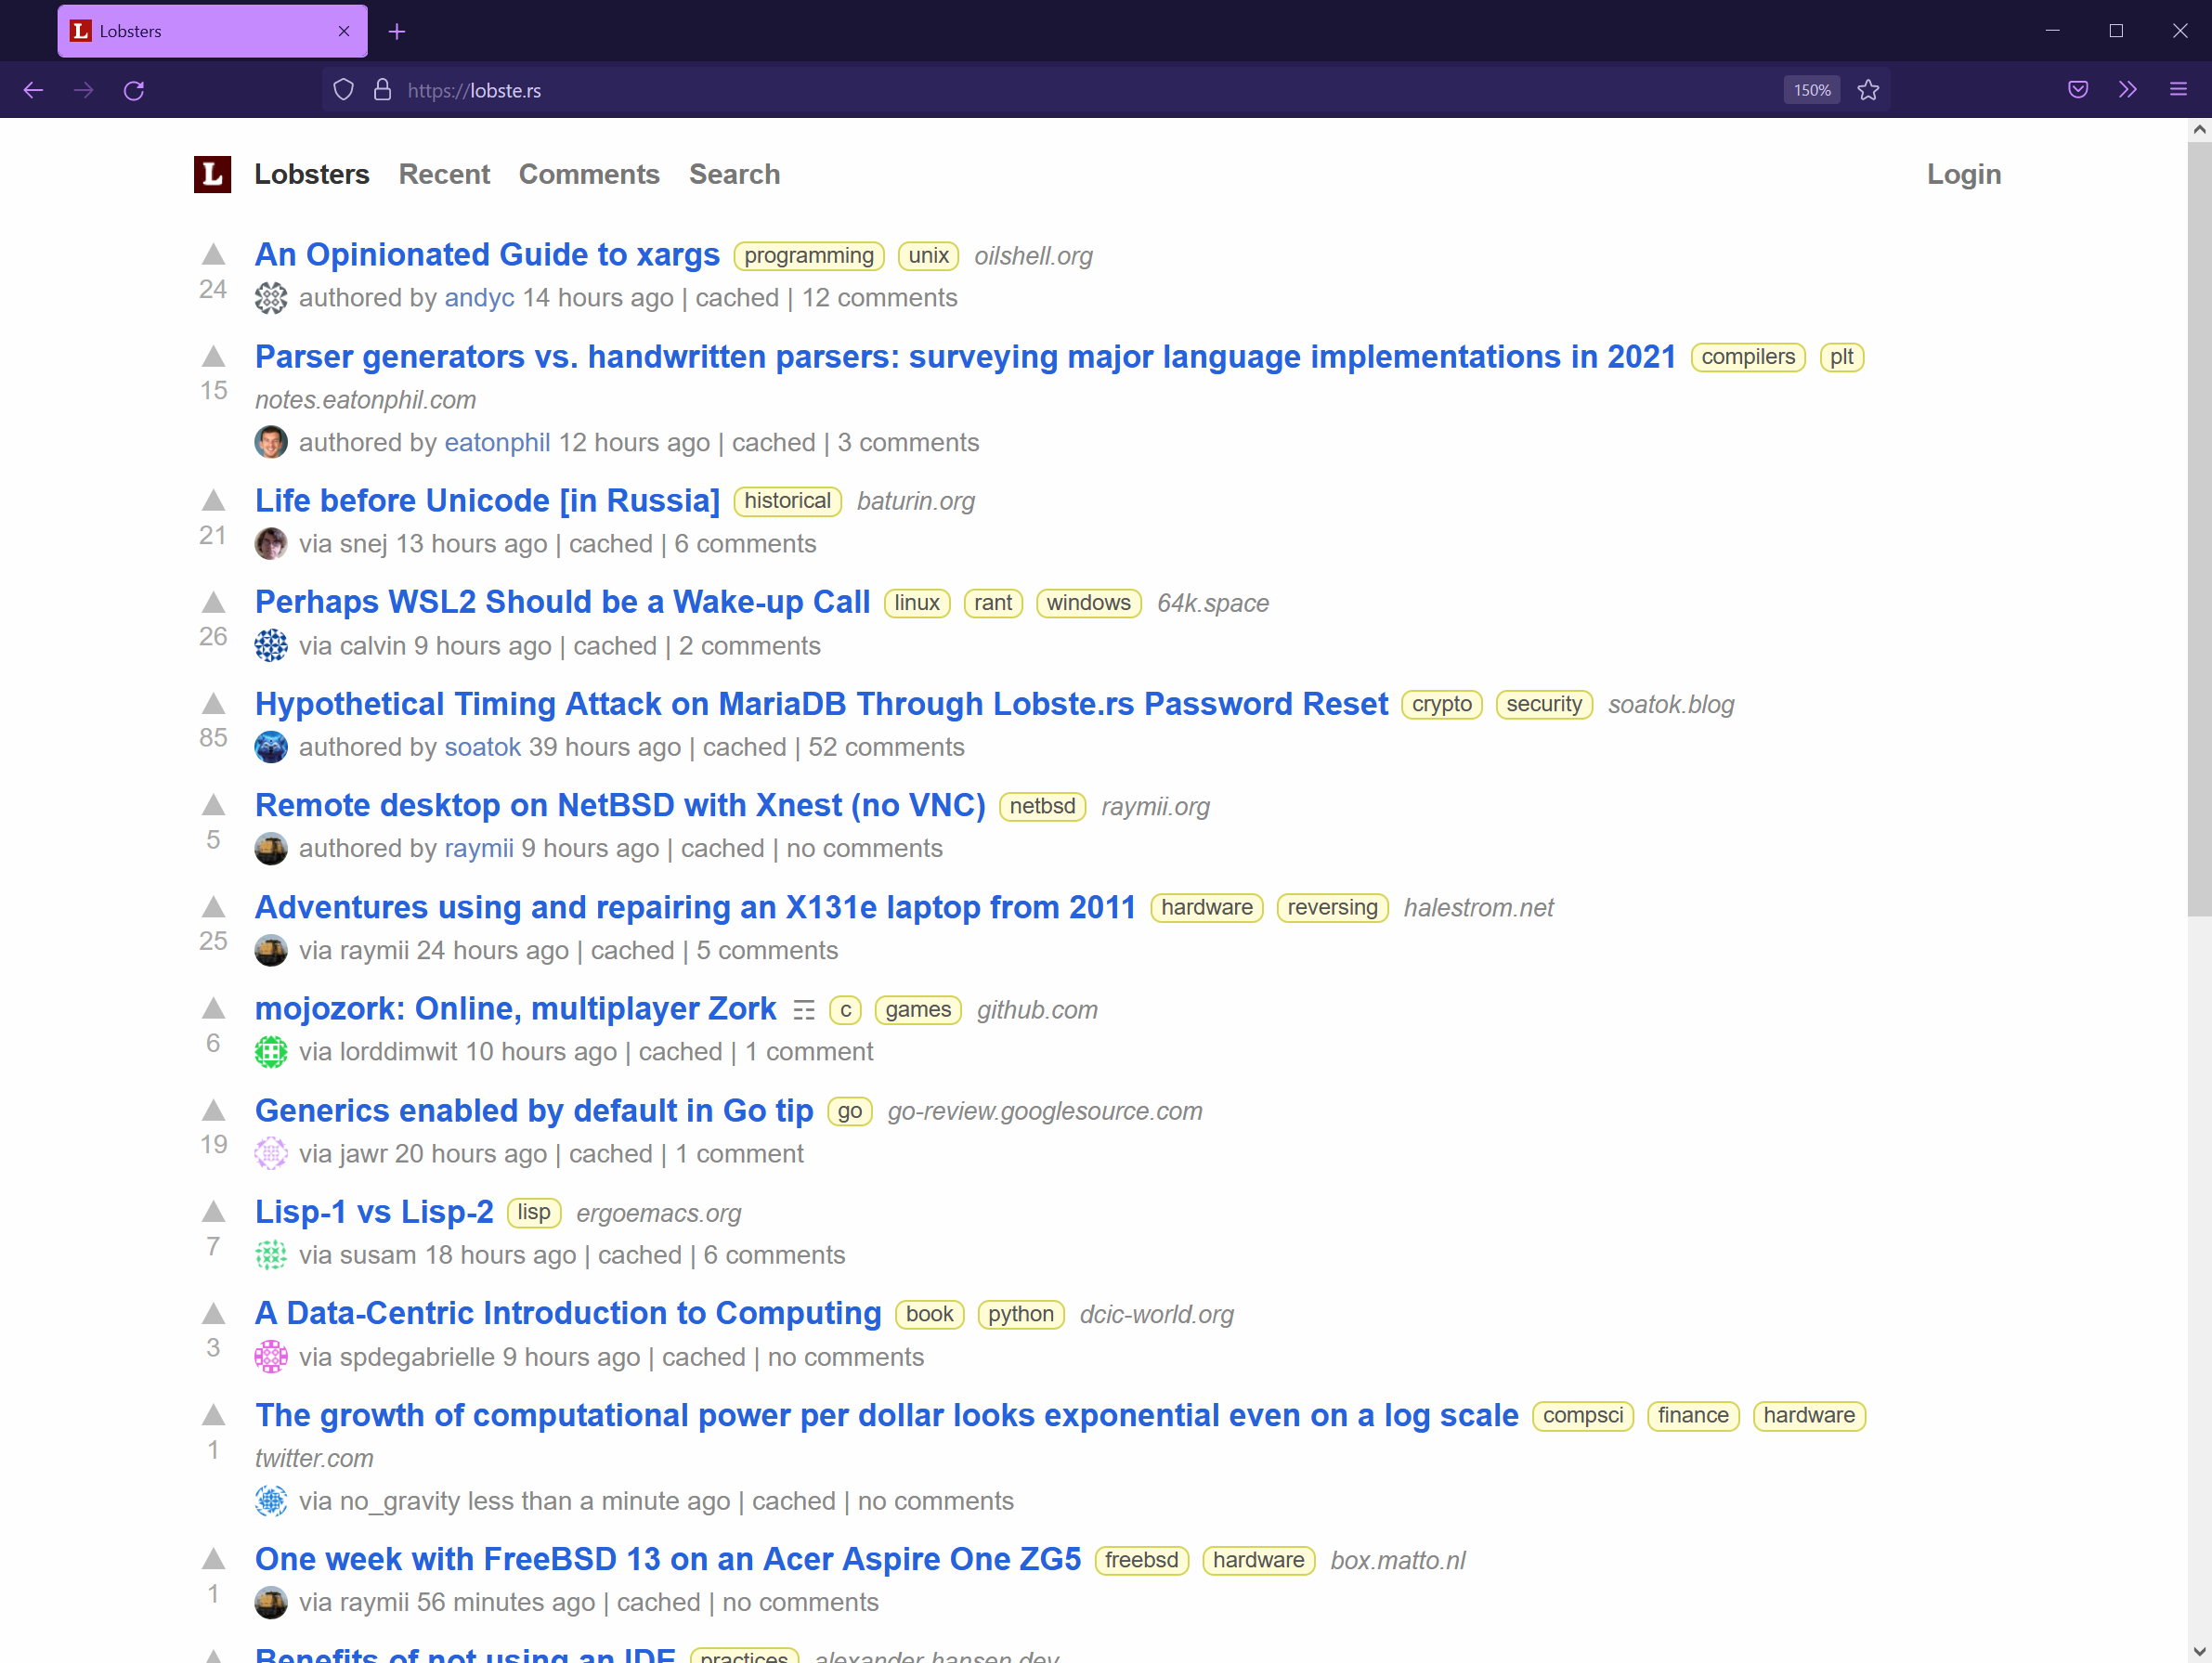 L Lobsters
https://lobste.rs 150%
L Lobsters Recent Comments Search Login
An Opinionated Guide to xargs programming unix oilshell.org
24
authored by andyc 14 hours ago | cached | 12 comments
Parser generators vs. handwritten parsers: surveying major language implementations in 2021 compilers plt
15
notes.eatonphil.com
authored by eatonphil 12 hours ago | cached | 3 comments
Life before Unicode [in Russia] historical baturin.org
21
via snej 13 hours ago | cached | 6 comments
Perhaps WSL2 Should be a Wake-up Call linux rant windows 64k.space
26
via calvin 9 hours ago | cached | 2 comments
Hypothetical Timing Attack on MariaDB Through Lobste.rs Password Reset crypto security soatok.blog
85
authored by soatok 39 hours ago | cached | 52 comments
Remote desktop on NetBSD with Xnest (no VNC) netbsd raymii.org
5
authored by raymii 9 hours ago | cached | no comments
Adventures using and repairing an X131e laptop from 2011 hardware reversing halestrom.net
25
via raymii 24 hours ago | cached | 5 comments
mojozork: Online, multiplayer Zork ☶ c games github.com
6
via lorddimwit 10 hours ago | cached | 1 comment
Generics enabled by default in Go tip go go-review.googlesource.com
19
via jawr 20 hours ago | cached | 1 comment
Lisp-1 vs Lisp-2 lisp ergoemacs.org
7
via susam 18 hours ago | cached | 6 comments
A Data-Centric Introduction to Computing book python dcic-world.org
3
via spdegabrielle 9 hours ago | cached | no comments
The growth of computational power per dollar looks exponential even on a log scale compsci finance hardware
1
twitter.com
via no_gravity less than a minute ago | cached | no comments
One week with FreeBSD 13 on an Acer Aspire One ZG5 freebsd hardware box.matto.nl
1
via raymii 56 minutes ago | cached | no comments
Benefits of not using an IDE practices alexander-hansen.dev